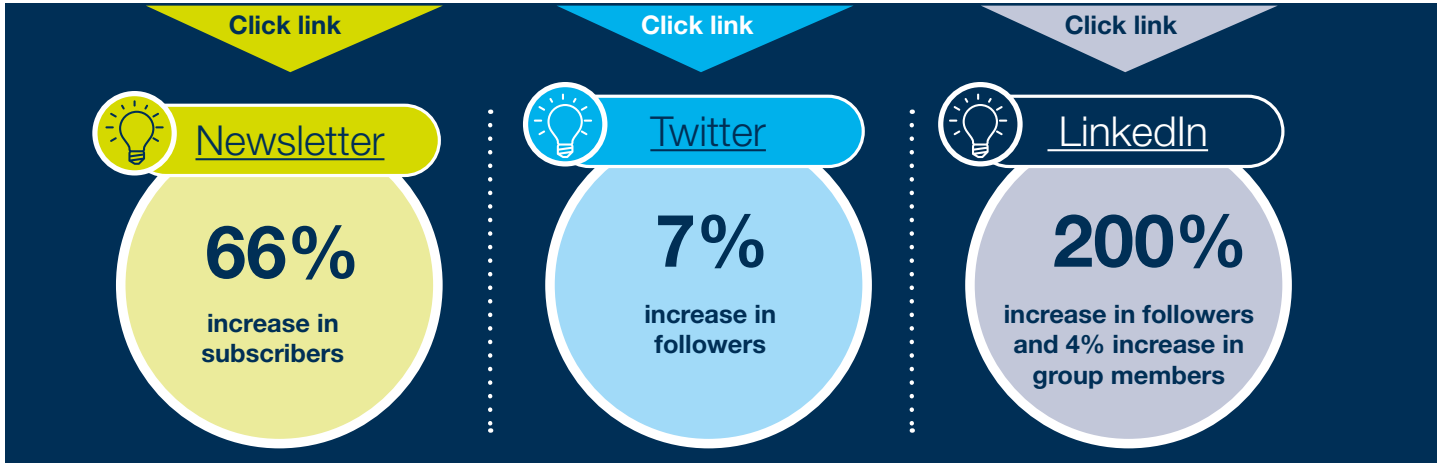 Click link
Newsletter
66%
increase in
subscribers
Click link
Twitter
7%
increase in
followers
Click link
LinkedIn
200%
increase in followers
and 4% increase in
group members